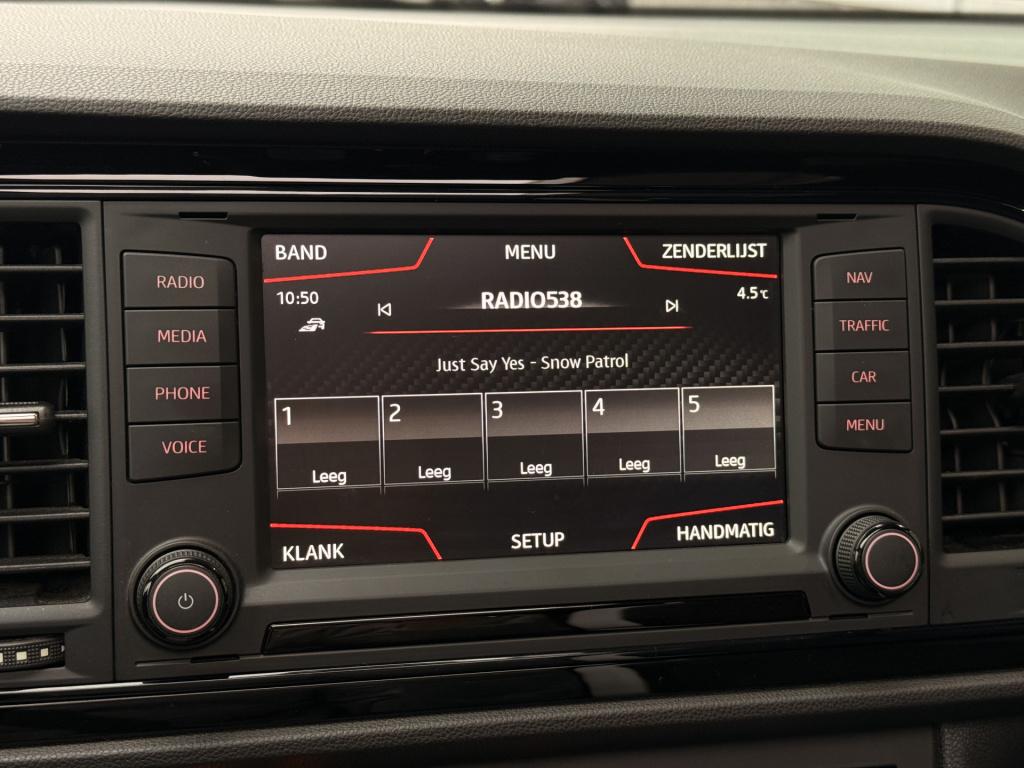 RADIO
MEDIA
PHONE
VOICE
BAND
MENU
ZENDERLIJST
10:50
RADIO538
4.5°C
Just Say Yes - Snow Patrol
1
2
3
4
5
Leeg
Leeg
Leeg
Leeg
Leeg
KLANK
SETUP
HANDMATIG
NAV
TRAFFIC
CAR
MENU